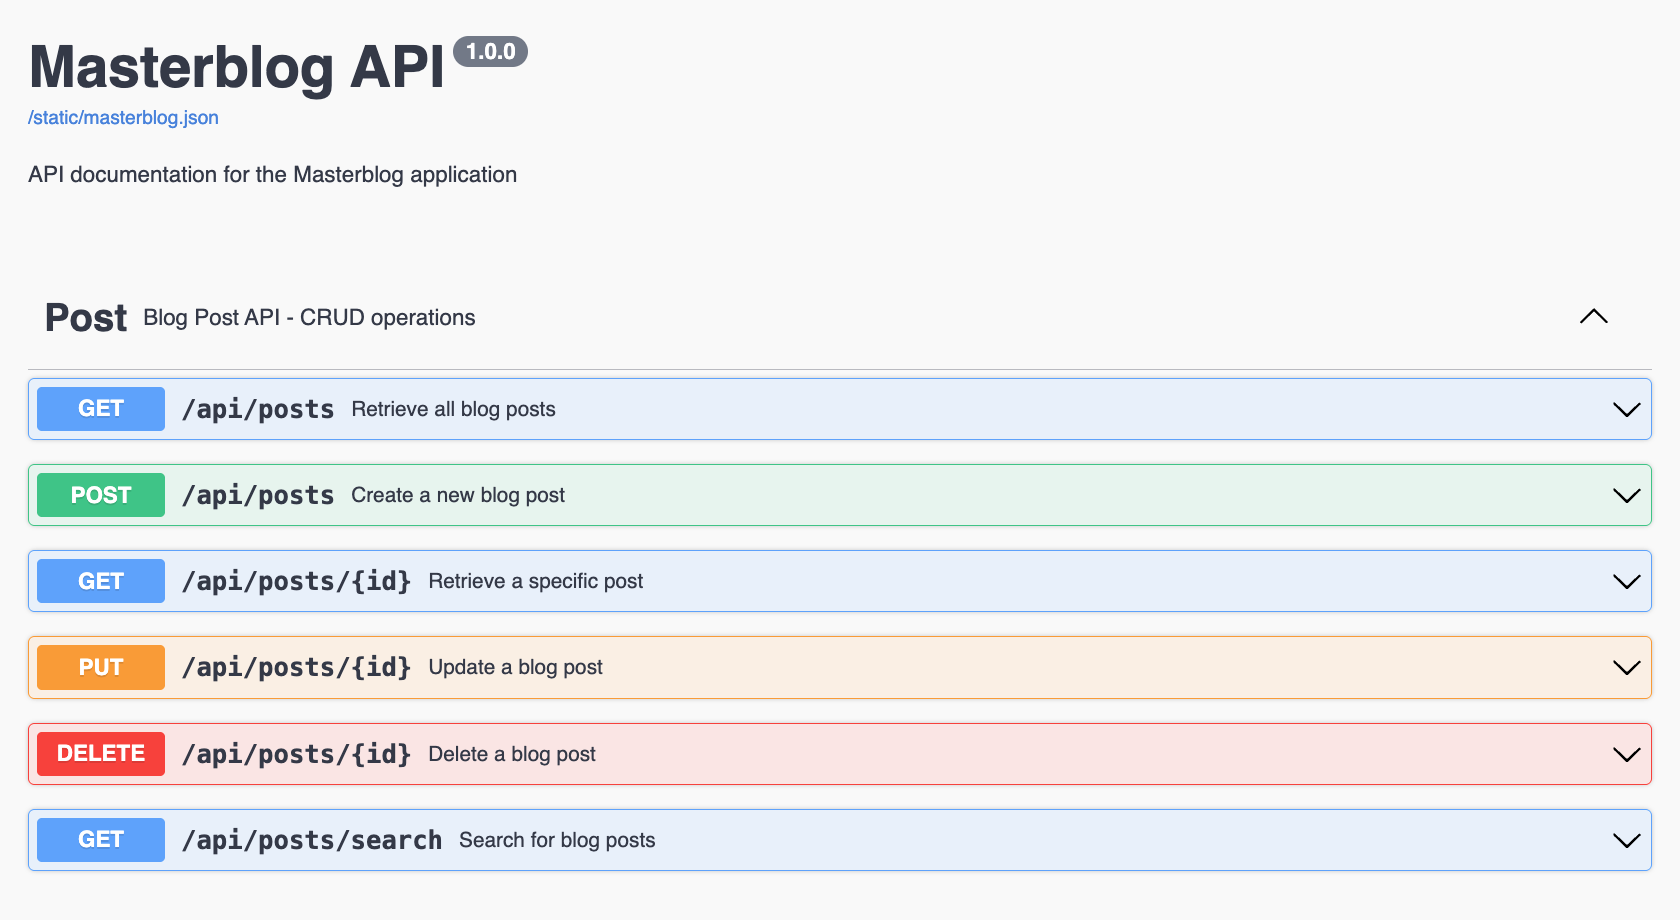 Masterblog API 1.0.0
/static/masterblog.json
API documentation for the Masterblog application
Post Blog Post API - CRUD operations
GET /api/posts Retrieve all blog posts
POST /api/posts Create a new blog post
GET /api/posts/{id} Retrieve a specific post
PUT /api/posts/{id} Update a blog post
DELETE /api/posts/{id} Delete a blog post
GET /api/posts/search Search for blog posts